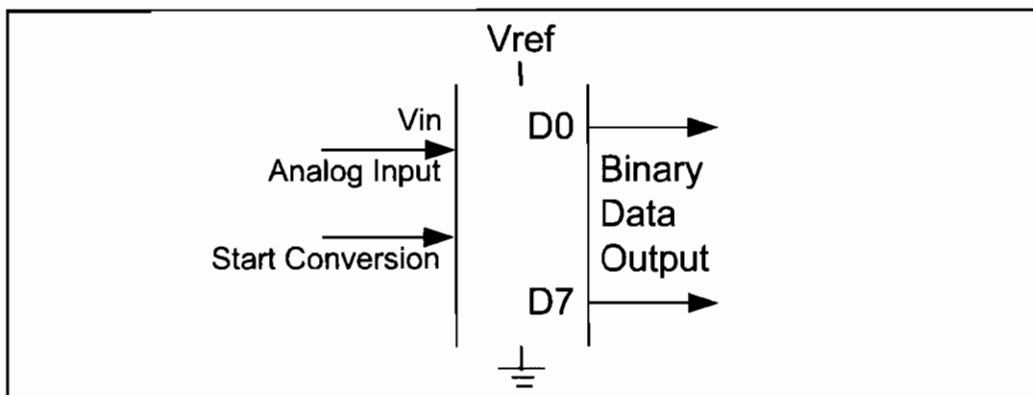 Vref
Vin
Analog Input
Start Conversion
D0
Binary
Data
Output
D7